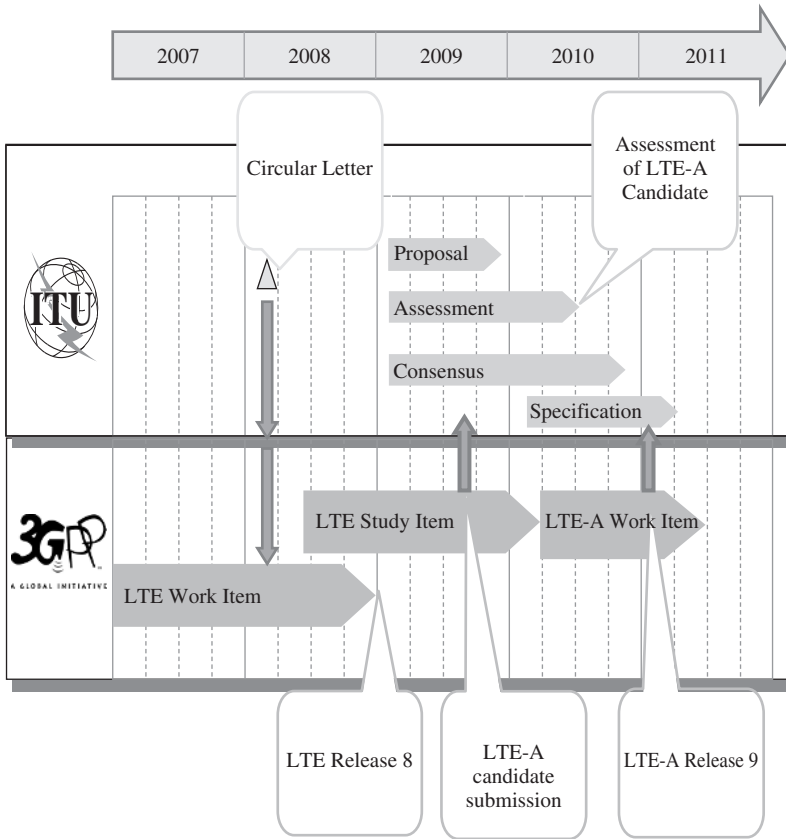 2007 2008 2009 2010 2011
Circular Letter
Assessment
of LTE-A
Candidate
ITU
Proposal
Assessment
Consensus
Specification
3GPP
A GLOBAL INITIATIVE
LTE Study Item
LTE-A Work Item
LTE Work Item
LTE Release 8
LTE-A
candidate
submission
LTE-A Release 9